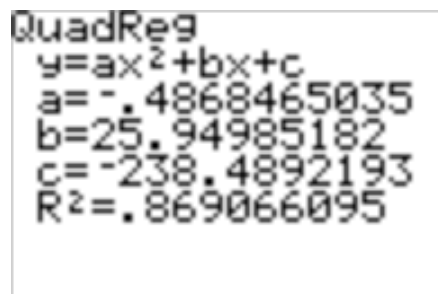 QuadReg
y=ax²+bx+c
a=-.4868465035
b=25.94985182
c=-238.4892193
R²=.869066095